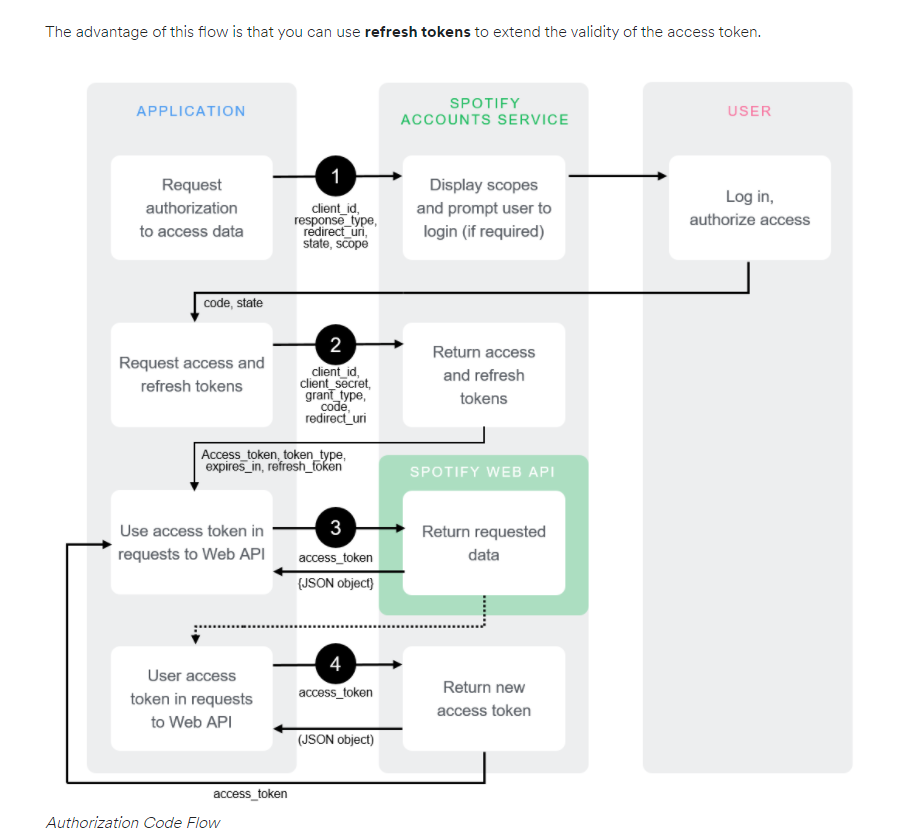 The advantage of this flow is that you can use refresh tokens to extend the validity of the access token.
APPLICATION
SPOTIFY
ACCOUNTS SERVICE
USER
Request
authorization
to access data
1
client_id,
response_type,
redirect_uri,
state, scope
Display scopes
and prompt user to
login (if required)
Log in,
authorize access
code, state
Request access and
refresh tokens
2
client_id,
client_secret,
grant_type,
code,
redirect_uri
Return access
and refresh
tokens
Access_token, token_type,
expires_in, refresh_token
SPOTIFY WEB API
Use access token in
requests to Web API
3
access_token
{JSON object}
Return requested
data
User access
token in requests
to Web API
4
access_token
(JSON object)
Return new
access token
access_token
Authorization Code Flow